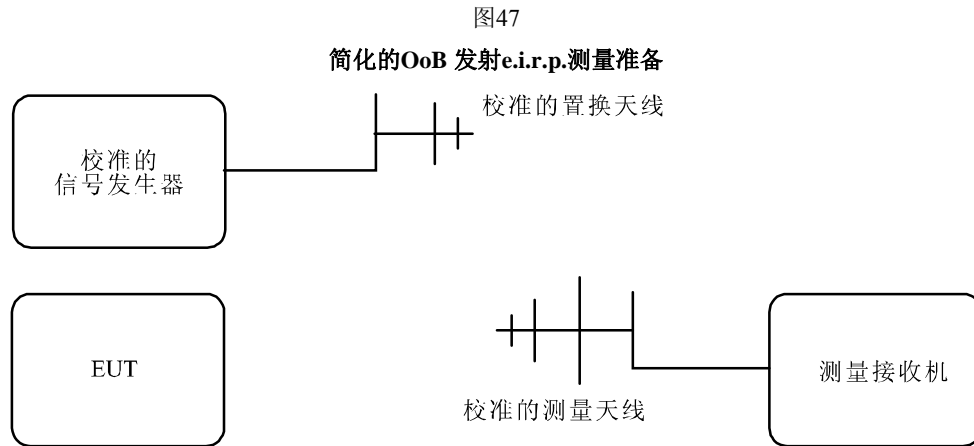 图47
简化的OoB 发射e.i.r.p.测量准备
校准的置换天线
校准的
信号发生器
EUT
测量接收机
校准的测量天线